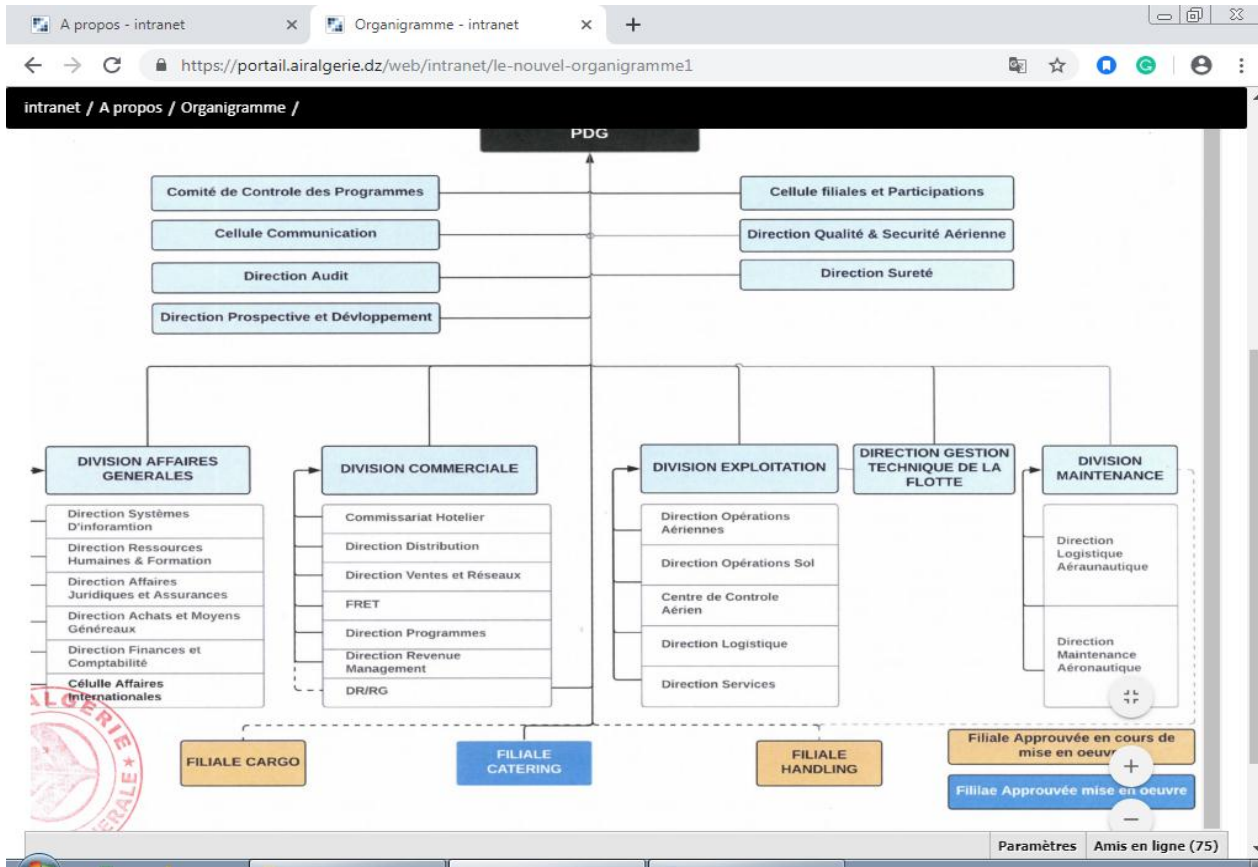 A propos - intranet
Organigramme - intranet
https://portail.airalgerie.dz/web/intranet/le-nouvel-organigramme1
intranet / A propos / Organigramme /
PDG
Comité de Controle des Programmes
Cellule filiales et Participations
Cellule Communication
Direction Qualité & Securité Aérienne
Direction Audit
Direction Sureté
Direction Prospective et Dévloppement
DIVISION AFFAIRES
GENERALES
DIVISION COMMERCIALE
DIVISION EXPLOITATION
DIRECTION GESTION
TECHNIQUE DE LA
FLOTTE
DIVISION
MAINTENANCE
Direction Systèmes
D'inforamtion
Direction Ressources
Humaines & Formation
Direction Affaires
Juridiques et Assurances
Direction Achats et Moyens
Généreaux
Direction Finances et
Comptabilité
Célulle Affaires
Internationales
Commissariat Hotelier
Direction Distribution
Direction Ventes et Réseaux
FRET
Direction Programmes
Direction Revenue
Management
DR/RG
Direction Opérations
Aériennes
Direction Opérations Sol
Centre de Controle
Aérien
Direction Logistique
Direction Services
Direction
Logistique
Aéraunautique
Direction
Maintenance
Aéronautique
ALGERIE
FILIALE CARGO
FILIALE
CATERING
FILIALE
HANDLING
Filiale Approuvée en cours de
mise en
Fililae Approuvée mise en oeuvre
Paramètres
Amis en ligne (75)